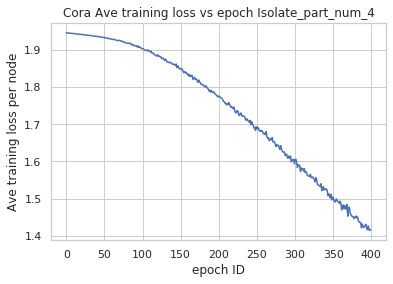 Cora Ave training loss vs epoch Isolate_part_num_4
Ave training loss per node
1.9
1.8
1.7
1.6
1.5
1.4
0 50 100 150 200 250 300 350 400
epoch ID